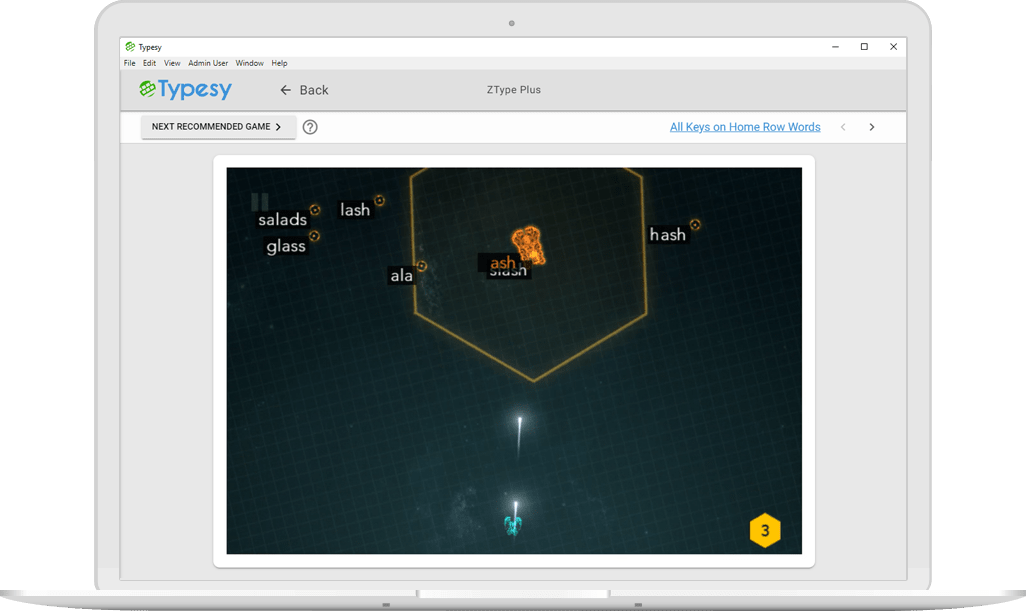 Typesy
File Edit View Admin User Window Help
Typesy
← Back
ZType Plus
NEXT RECOMMENDED GAME >
?
All Keys on Home Row Words
< >
salads
lash
glass
hash
ala
ash
slash
3